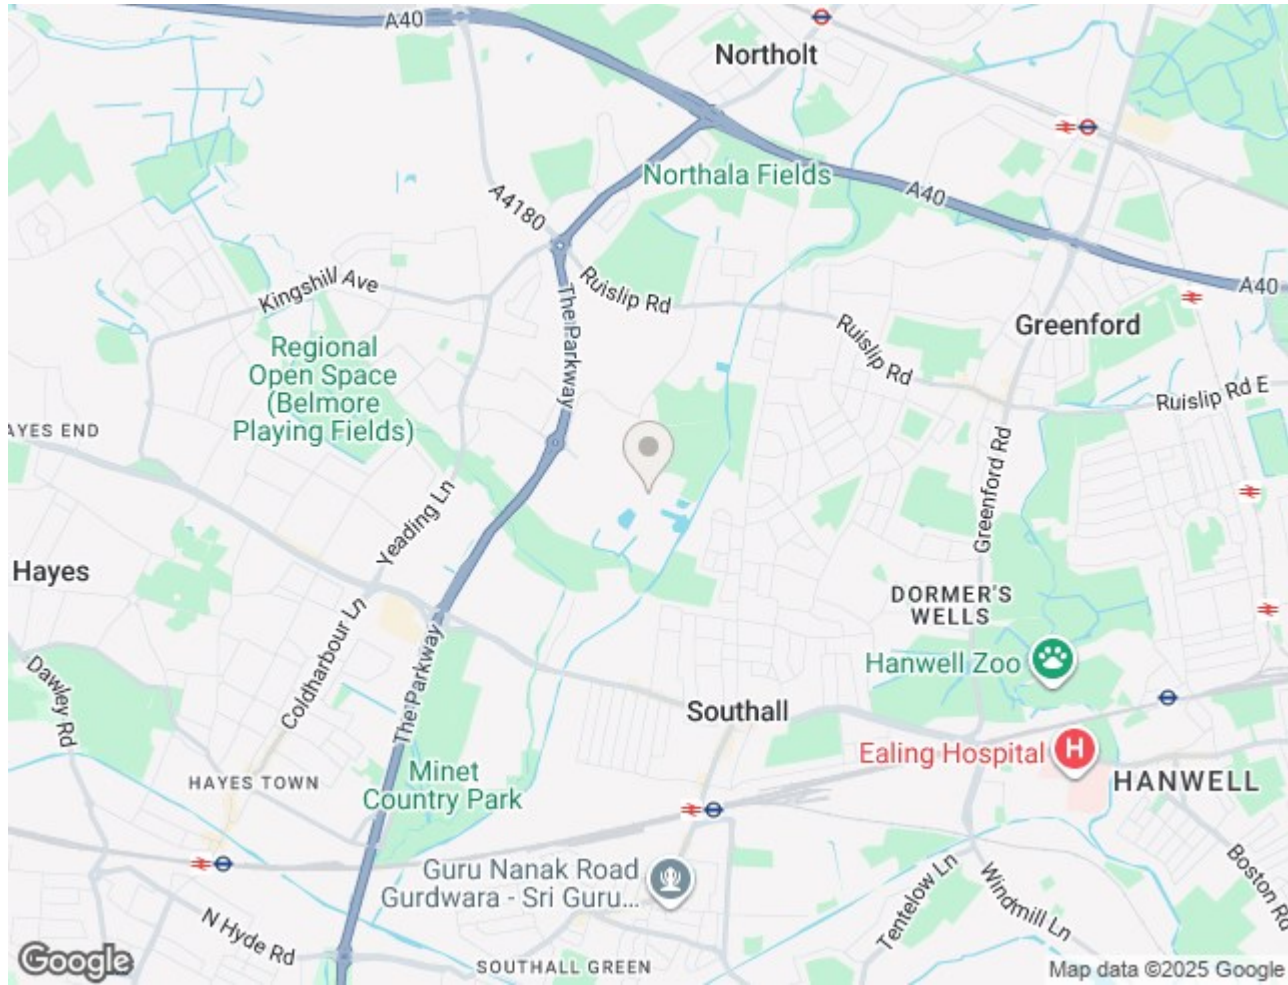 A40
Northolt
Northala Fields
A40
A4180
Kingshill Ave
The Parkway
Ruislip Rd
A40
Greenford
Ruislip Rd
Regional
Open Space
(Belmore
Playing Fields)
Ruislip Rd E
AYES END
Greenford Rd
Yeading Ln
Hayes
DORMER'S
WELLS
Coldharbour Ln
Hanwell Zoo
Dawley Rd
The Parkway
Southall
Ealing Hospital
H
HANWELL
HAYES TOWN
Minet
Country Park
Guru Nanak Road
Gurdwara - Sri Guru...
Tentelow Ln
Windmill Ln
Boston Rd
N Hyde Rd
SOUTHALL GREEN
Google
Map data ©2025 Google